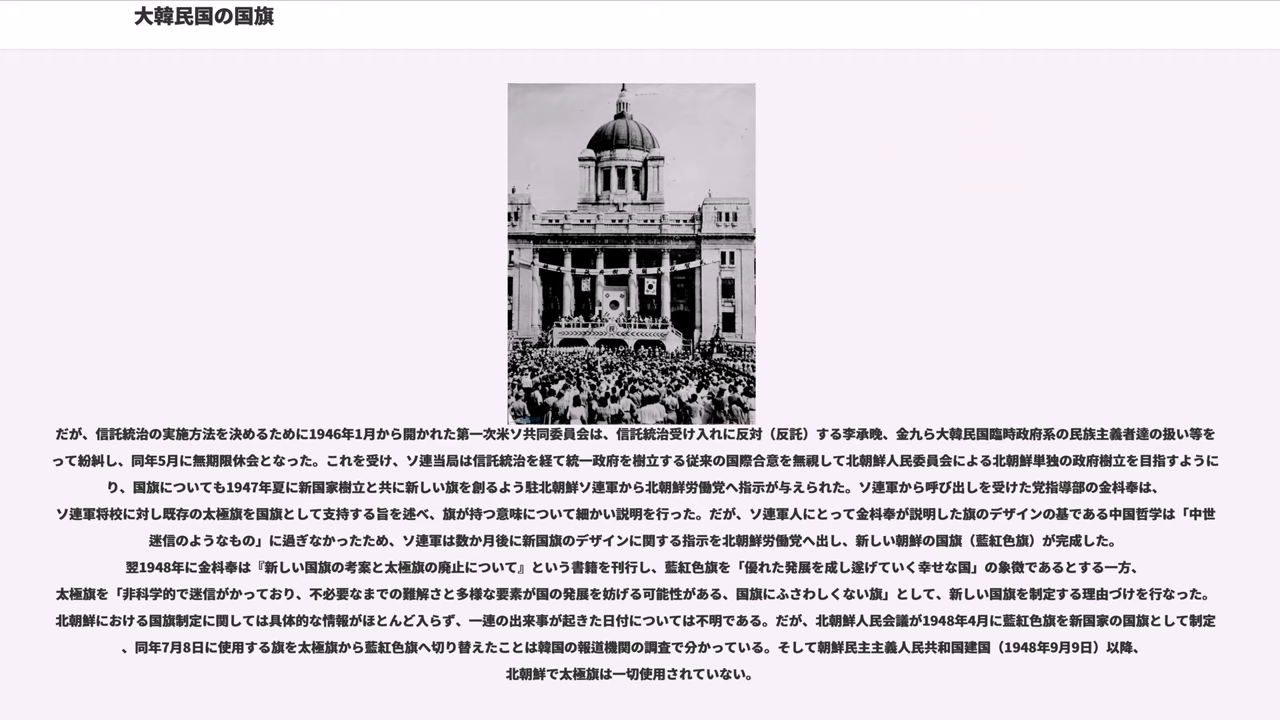 大韓民国の国旗
だが、信託統治の実施方法を決めるために1946年1月から開かれた第一次米ソ共同委員会は、信託統治受け入れに反対（反託）する李承晩、金九ら大韓民国臨時政府系の民族主義者達の扱い等を
って紛糾し、同年5月に無期限休会となった。これを受け、ソ連当局は信託統治を経て統一政府を樹立する従来の国際合意を無視して北朝鮮人民委員会による北朝鮮単独の政府樹立を目指すように
り、国旗についても1947年夏に新国家樹立と共に新しい旗を創るよう駐北朝鮮ソ連軍から北朝鮮労働党へ指示が与えられた。ソ連軍から呼び出しを受けた党指導部の金枓奉は、
ソ連軍将校に対し既存の太極旗を国旗として支持する旨を述べ、旗が持つ意味について細かい説明を行った。だが、ソ連軍人にとって金枓奉が説明した旗のデザインの基である中国哲学は「中世
迷信のようなもの」に過ぎなかったため、ソ連軍は数か月後に新国旗のデザインに関する指示を北朝鮮労働党へ出し、新しい朝鮮の国旗（藍紅色旗）が完成した。
翌1948年に金枓奉は『新しい国旗の考案と太極旗の廃止について』という書籍を刊行し、藍紅色旗を「優れた発展を成し遂げていく幸せな国」の象徴であるとする一方、
太極旗を「非科学的で迷信がかっており、不必要なまでの難解さと多様な要素が国の発展を妨げる可能性がある、国旗にふさわしくない旗」として、新しい国旗を制定する理由づけを行なった。
北朝鮮における国旗制定に関しては具体的な情報がほとんど入らず、一連の出来事が起きた日付については不明である。だが、北朝鮮人民会議が1948年4月に藍紅色旗を新国家の国旗として制定
、同年7月8日に使用する旗を太極旗から藍紅色旗へ切り替えたことは韓国の報道機関の調査で分かっている。そして朝鮮民主主義人民共和国建国（1948年9月9日）以降、
北朝鮮で太極旗は一切使用されていない。